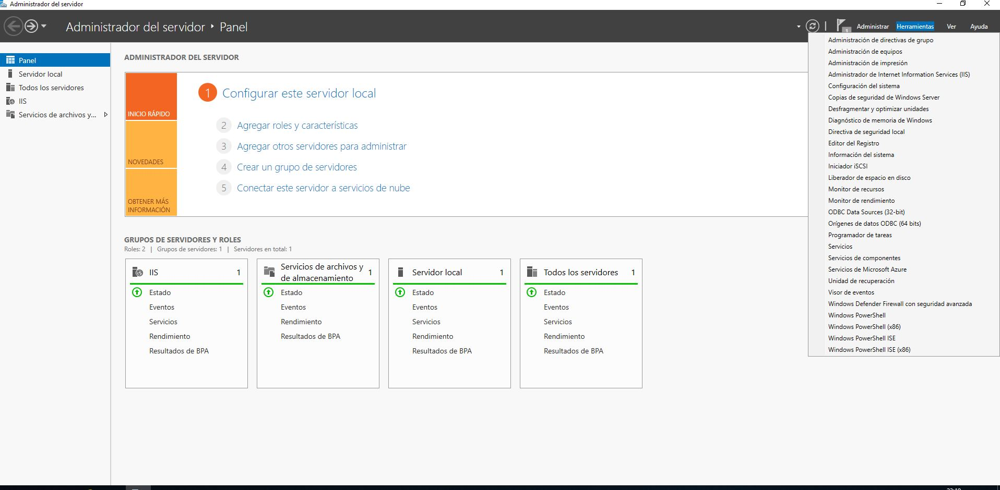 Administrador del servidor
Administrador del servidor ‣ Panel
1
Administrar
Herramientas
Ver
Ayuda
Panel
Servidor local
Todos los servidores
IIS
Servicios de archivos y...
ADMINISTRADOR DEL SERVIDOR
INICIO RÁPIDO
NOVEDADES
OBTENER MÁS
INFORMACIÓN
1 Configurar este servidor local
2 Agregar roles y características
3 Agregar otros servidores para administrar
4 Crear un grupo de servidores
5 Conectar este servidor a servicios de nube
GRUPOS DE SERVIDORES Y ROLES
Roles: 2 | Grupos de servidores: 1 | Servidores en total: 1
IIS 1
Estado
Eventos
Servicios
Rendimiento
Resultados de BPA
Servicios de archivos y
de almacenamiento 1
Estado
Eventos
Rendimiento
Resultados de BPA
Servidor local 1
Estado
Eventos
Servicios
Rendimiento
Resultados de BPA
Todos los servidores 1
Estado
Eventos
Servicios
Rendimiento
Resultados de BPA
Administración de directivas de grupo
Administración de equipos
Administración de impresión
Administrador de Internet Information Services (IIS)
Configuración del sistema
Copias de seguridad de Windows Server
Desfragmentar y optimizar unidades
Diagnóstico de memoria de Windows
Directiva de seguridad local
Editor del Registro
Información del sistema
Iniciador iSCSI
Liberador de espacio en disco
Monitor de recursos
Monitor de rendimiento
ODBC Data Sources (32-bit)
Orígenes de datos ODBC (64 bits)
Programador de tareas
Servicios
Servicios de componentes
Servicios de Microsoft Azure
Unidad de recuperación
Visor de eventos
Windows Defender Firewall con seguridad avanzada
Windows PowerShell
Windows PowerShell (x86)
Windows PowerShell ISE
Windows PowerShell ISE (x86)